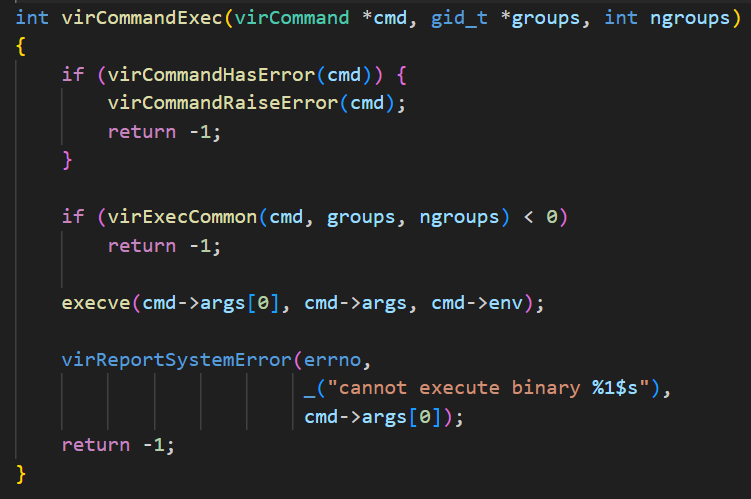 int virCommandExec(virCommand *cmd, gid_t *groups, int ngroups)
{
    if (virCommandHasError(cmd)) {
        virCommandRaiseError(cmd);
        return -1;
    }

    if (virExecCommon(cmd, groups, ngroups) < 0)
        return -1;

    execve(cmd->args[0], cmd->args, cmd->env);

    virReportSystemError(errno,
                         _("cannot execute binary %1$s"),
                         cmd->args[0]);
    return -1;
}